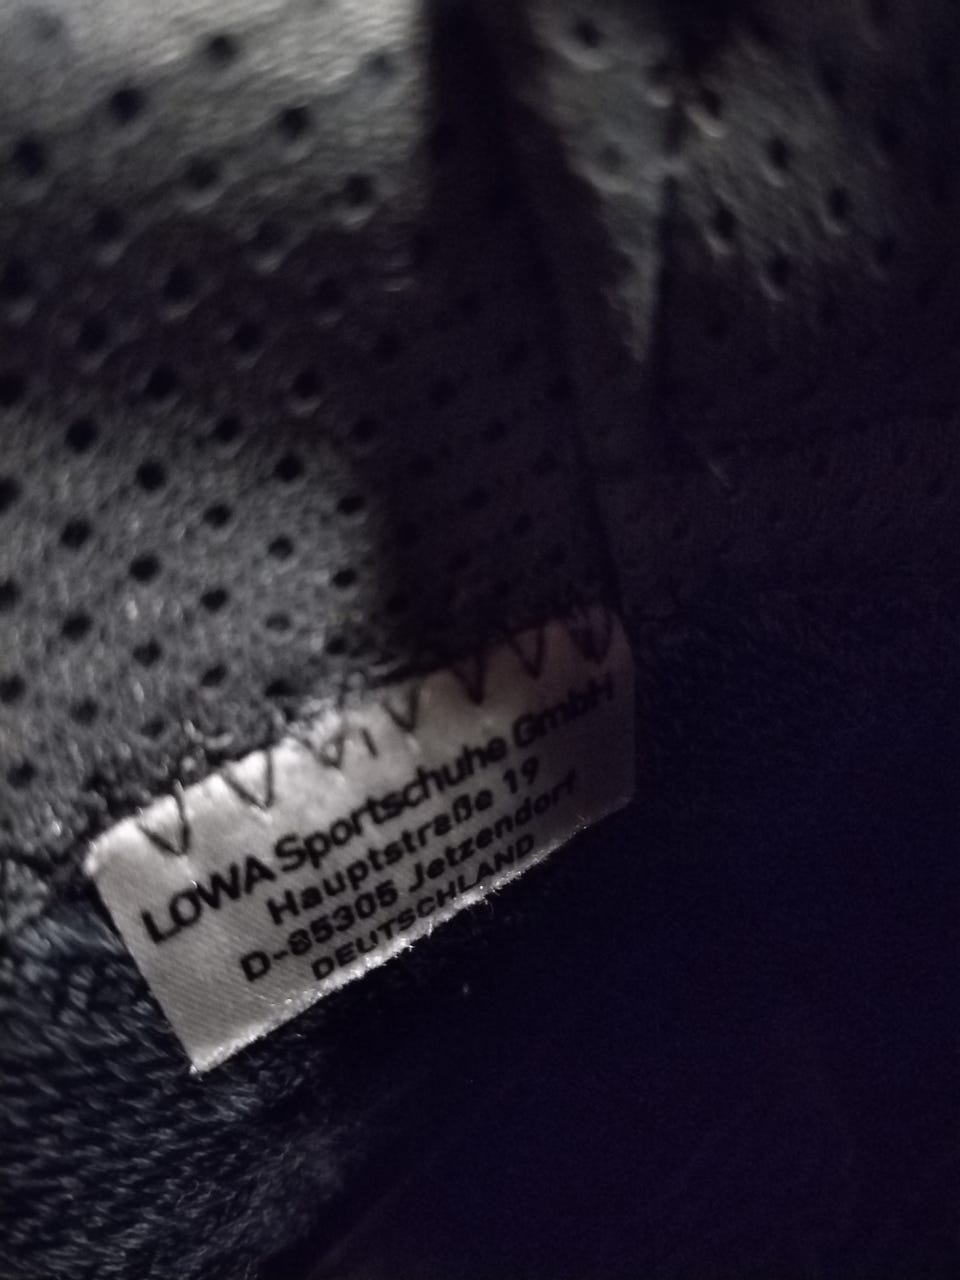 LOWA Sportschuhe GmbH
Hauptstraße 19
D-85305 Jetzendorf
DEUTSCHLAND